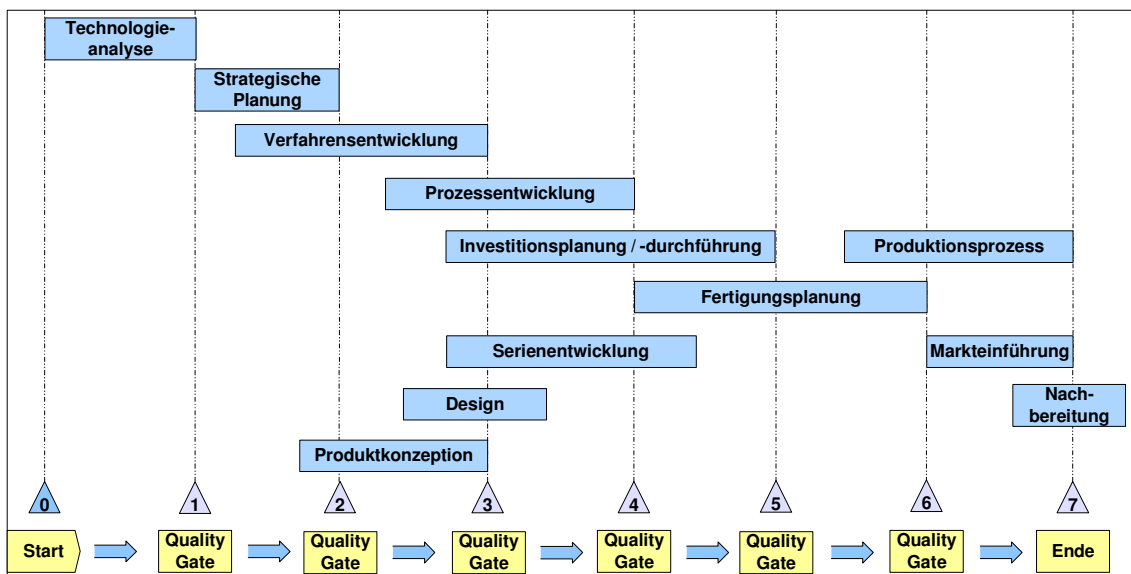 Technologie-
analyse
Strategische
Planung
Verfahrensentwicklung
Prozessentwicklung
Investitionsplanung / -durchführung
Produktionsprozess
Fertigungsplanung
Serienentwicklung
Markteinführung
Design
Nach-
bereitung
Produktkonzeption
0
1
2
3
4
5
6
7
Start
Quality
Gate
Quality
Gate
Quality
Gate
Quality
Gate
Quality
Gate
Quality
Gate
Ende